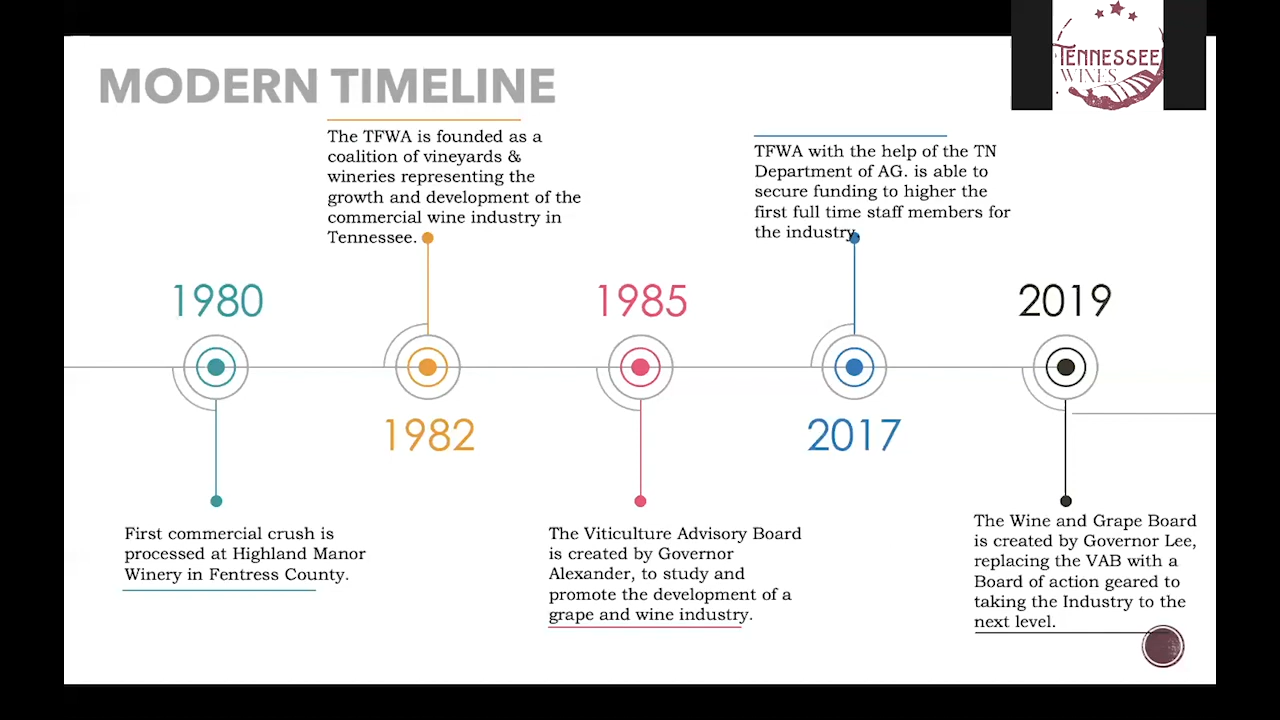 MODERN TIMELINE
TENNESSEE
WINES
The TFWA is founded as a
coalition of vineyards &
wineries representing the
growth and development of the
commercial wine industry in
Tennessee.
TFWA with the help of the TN
Department of AG. is able to
secure funding to higher the
first full time staff members for
the industry.
1980
1985
2019
1982
2017
First commercial crush is
processed at Highland Manor
Winery in Fentress County.
The Viticulture Advisory Board
is created by Governor
Alexander, to study and
promote the development of a
grape and wine industry.
The Wine and Grape Board
is created by Governor Lee,
replacing the VAB with a
Board of action geared to
taking the Industry to the
next level.